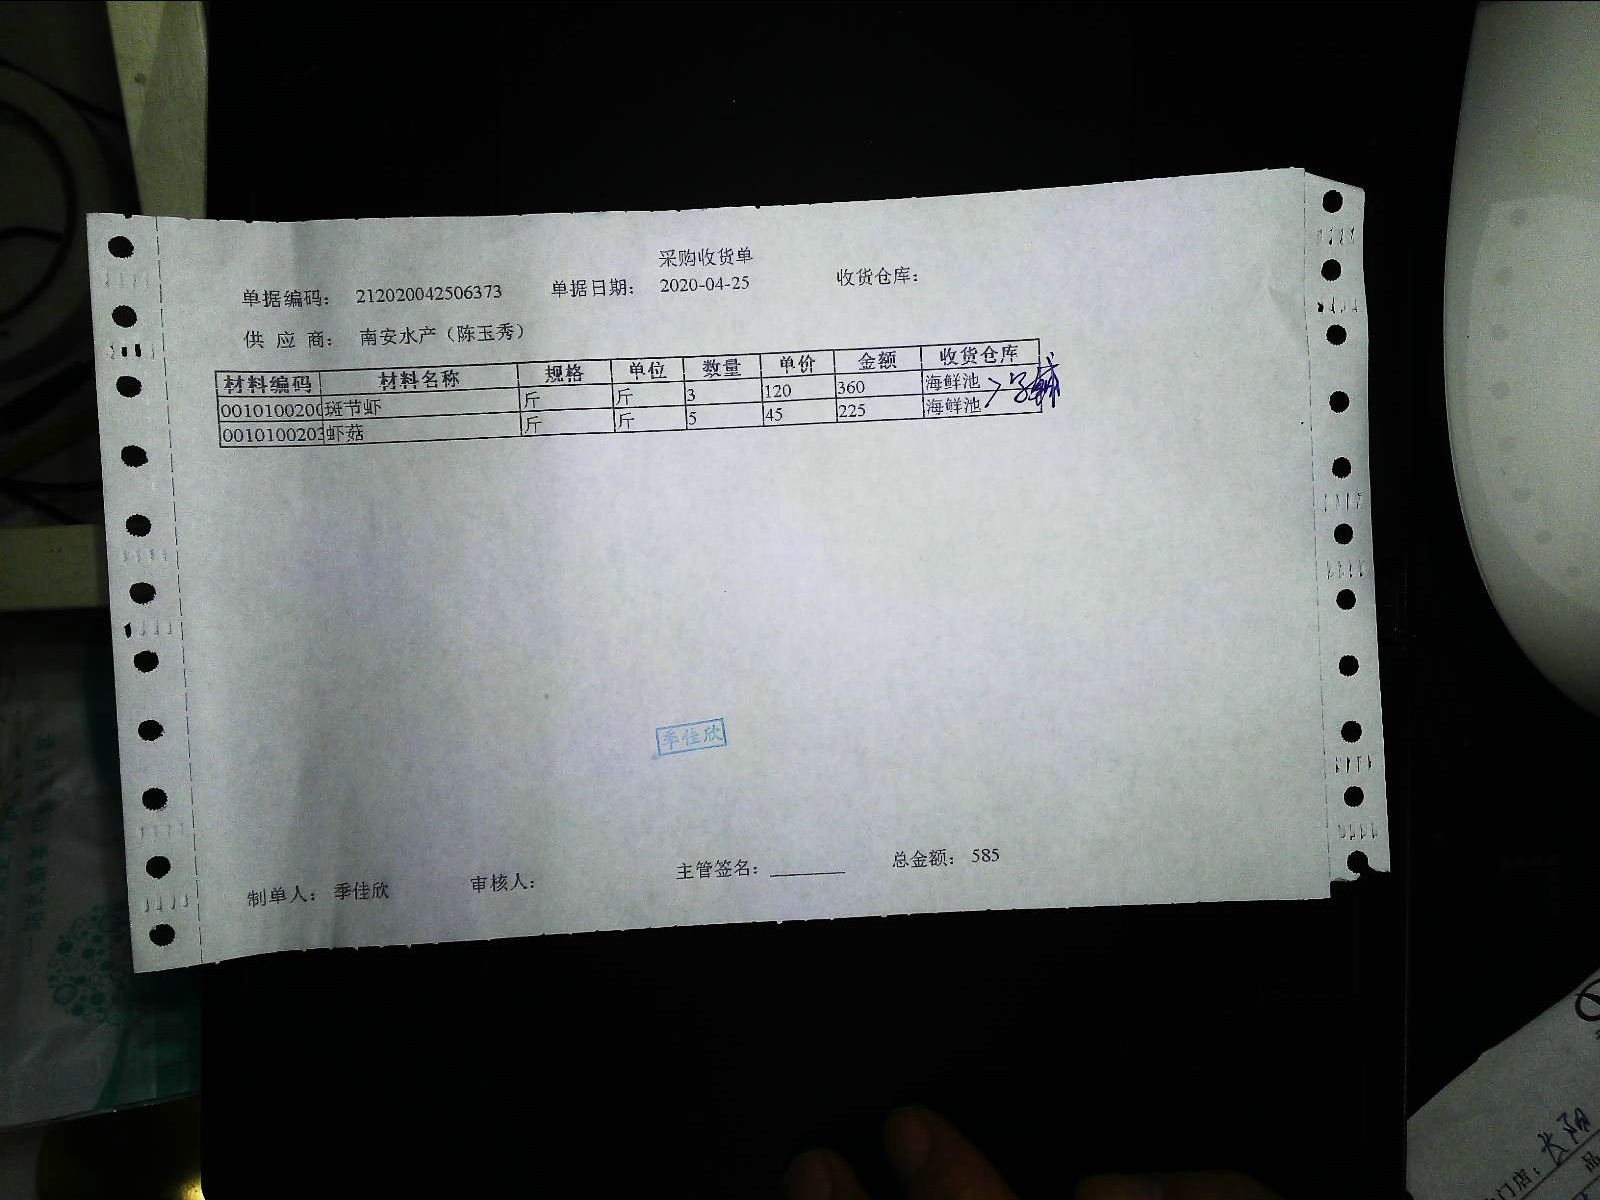 采购收货单
单据编码： 212020042506373 单据日期： 2020-04-25 收货仓库：
供 应 商： 南安水产（陈玉秀）
材料编码 材料名称 规格 单位 数量 单价 金额 收货仓库
0010100200 斑节虾 斤 斤 3 120 360 海鲜池
0010100203 虾菇 斤 斤 5 45 225 海鲜池
季佳欣
制单人： 季佳欣 审核人： 主管签名： 总金额： 585
门店：长阳
品